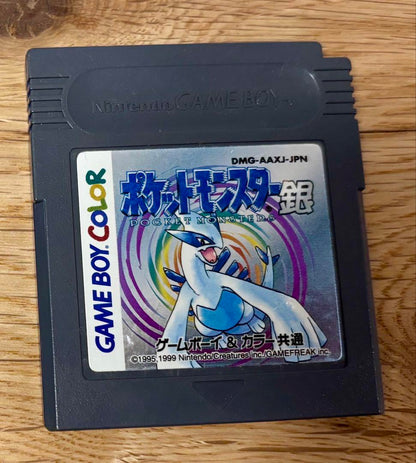 Nintendo GAME BOY
DMG-AAXJ-JPN
ポケットモンスター銀
POCKET MONSTERS
GAME BOY COLOR
ゲームボーイ & カラー共通
©1995,1999 Nintendo/Creatures inc./GAMEFREAK inc.